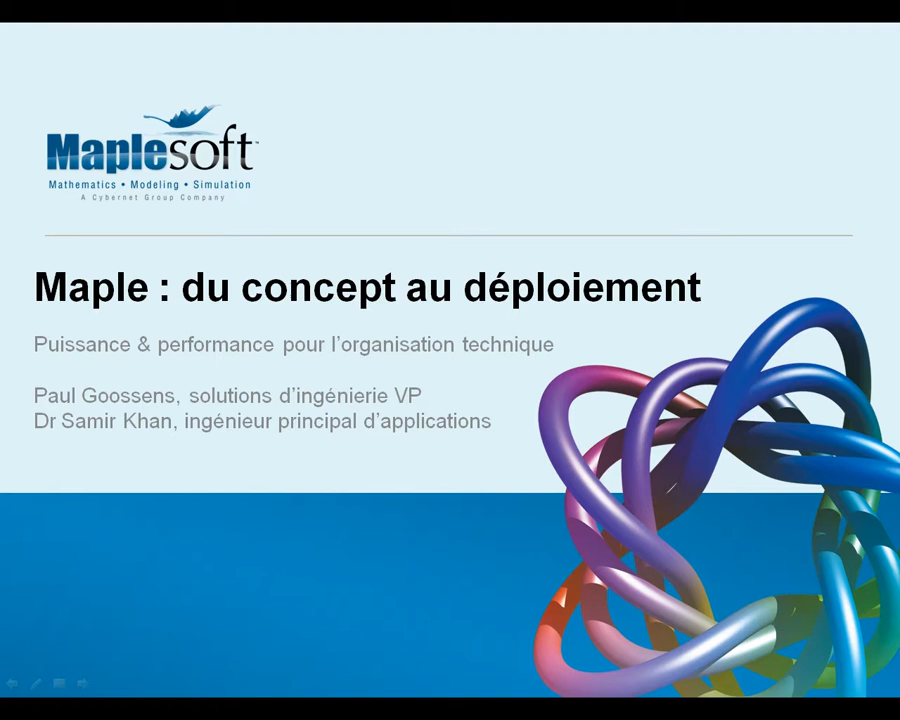 Maplesoft™
Mathematics • Modeling • Simulation
A Cybernet Group Company
Maple : du concept au déploiement
Puissance & performance pour l’organisation technique
Paul Goossens, solutions d’ingénierie VP
Dr Samir Khan, ingénieur principal d’applications